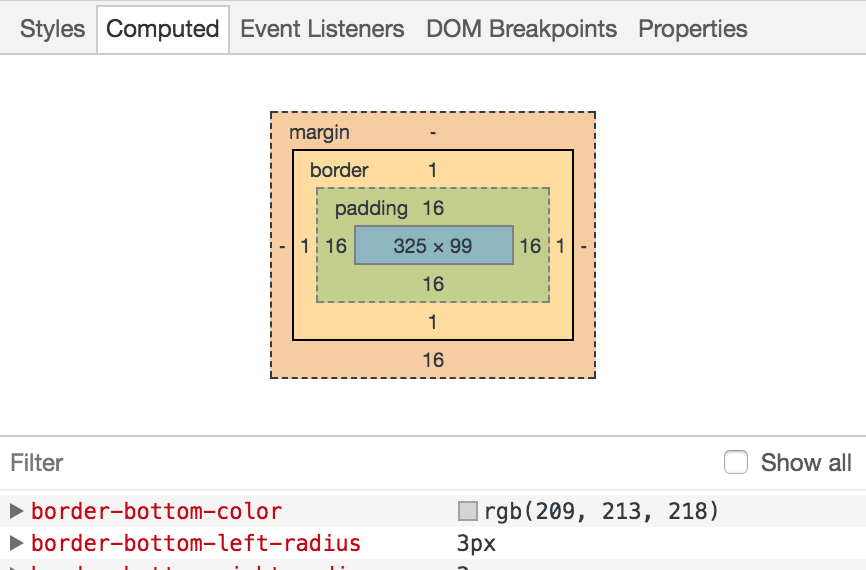 Styles Computed Event Listeners DOM Breakpoints Properties
margin -
border 1
padding 16
- 1 16 325 × 99 16 1 -
16
1
16
Filter Show all
border-bottom-color rgb(209, 213, 218)
border-bottom-left-radius 3px